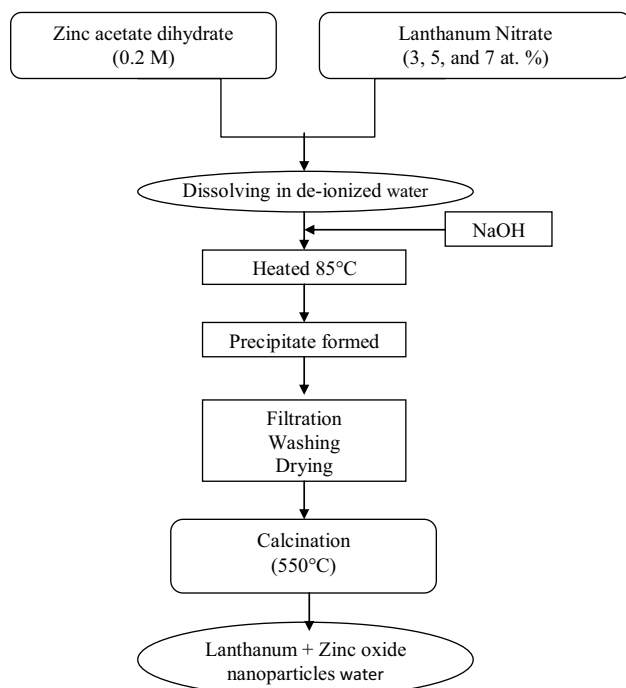 Zinc acetate dihydrate
(0.2 M)
Lanthanum Nitrate
(3, 5, and 7 at. %)
Dissolving in de-ionized water
NaOH
Heated 85°C
Precipitate formed
Filtration
Washing
Drying
Calcination
(550°C)
Lanthanum + Zinc oxide
nanoparticles water